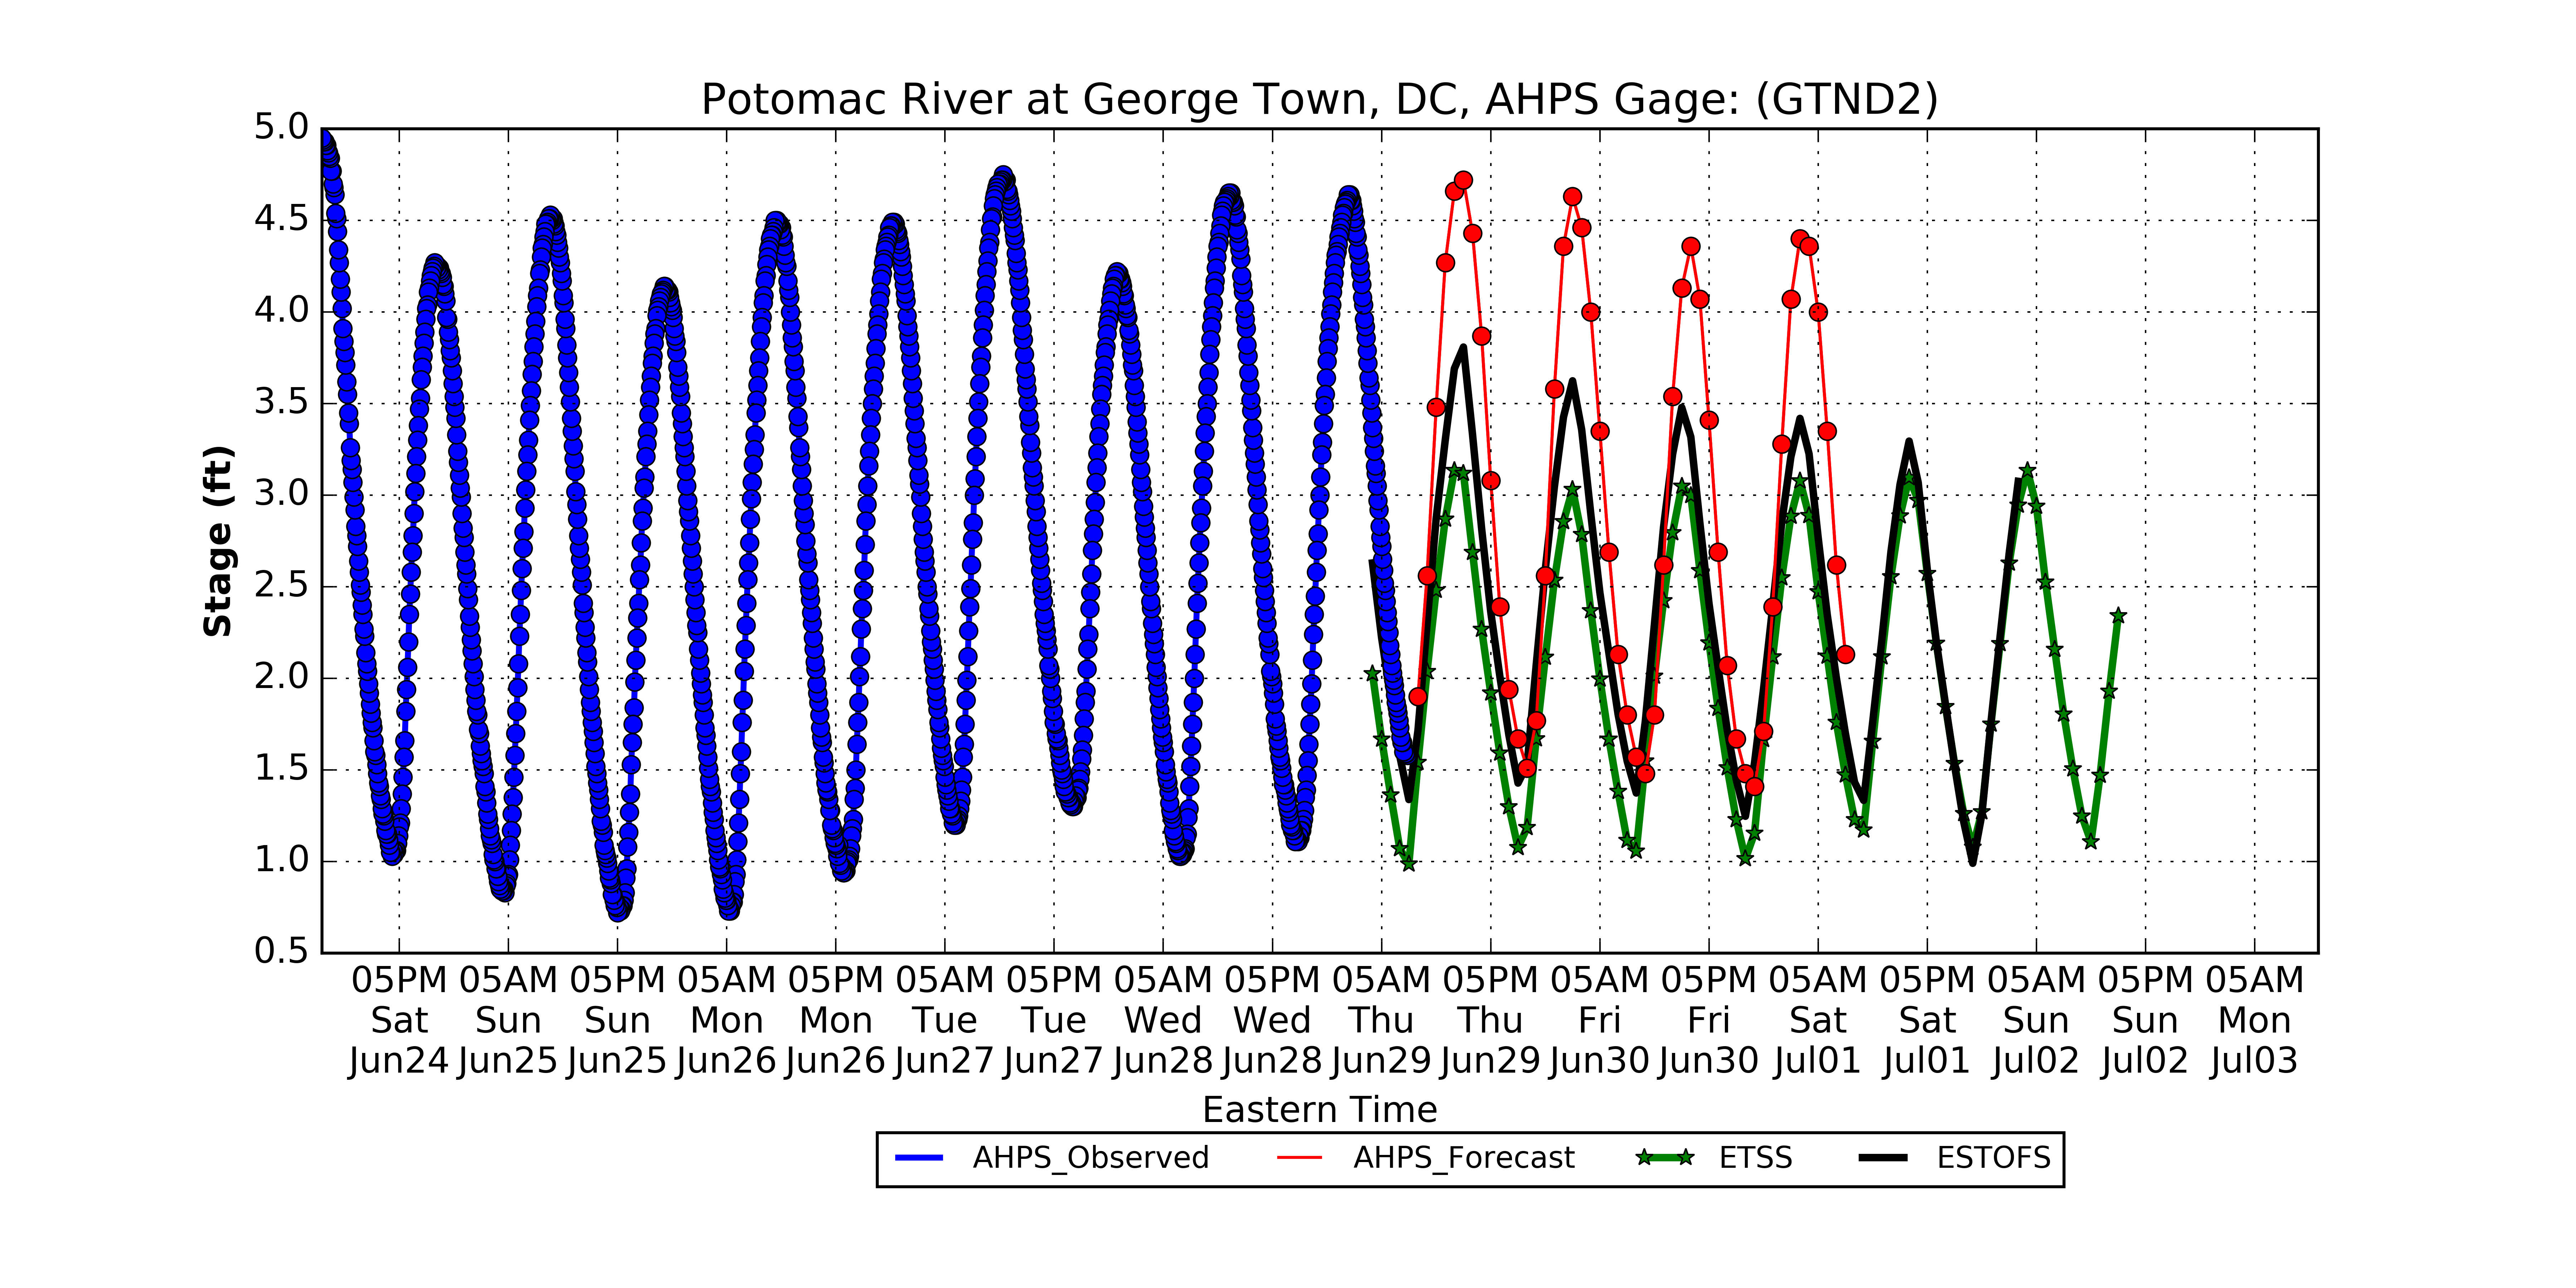 Potomac River at George Town, DC, AHPS Gage: (GTND2)
5.0
4.5
4.0
3.5
3.0
2.5
2.0
1.5
1.0
0.5
Stage (ft)
05PM 05AM 05PM 05AM 05PM 05AM 05PM 05AM 05PM 05AM 05PM 05AM 05PM 05AM 05PM 05AM 05PM 05AM
Sat Sun Sun Mon Mon Tue Tue Wed Wed Thu Thu Fri Fri Sat Sat Sun Sun Mon
Jun24 Jun25 Jun25 Jun26 Jun26 Jun27 Jun27 Jun28 Jun28 Jun29 Jun29 Jun30 Jun30 Jul01 Jul01 Jul02 Jul02 Jul03
Eastern Time
AHPS_Observed AHPS_Forecast ETSS ESTOFS